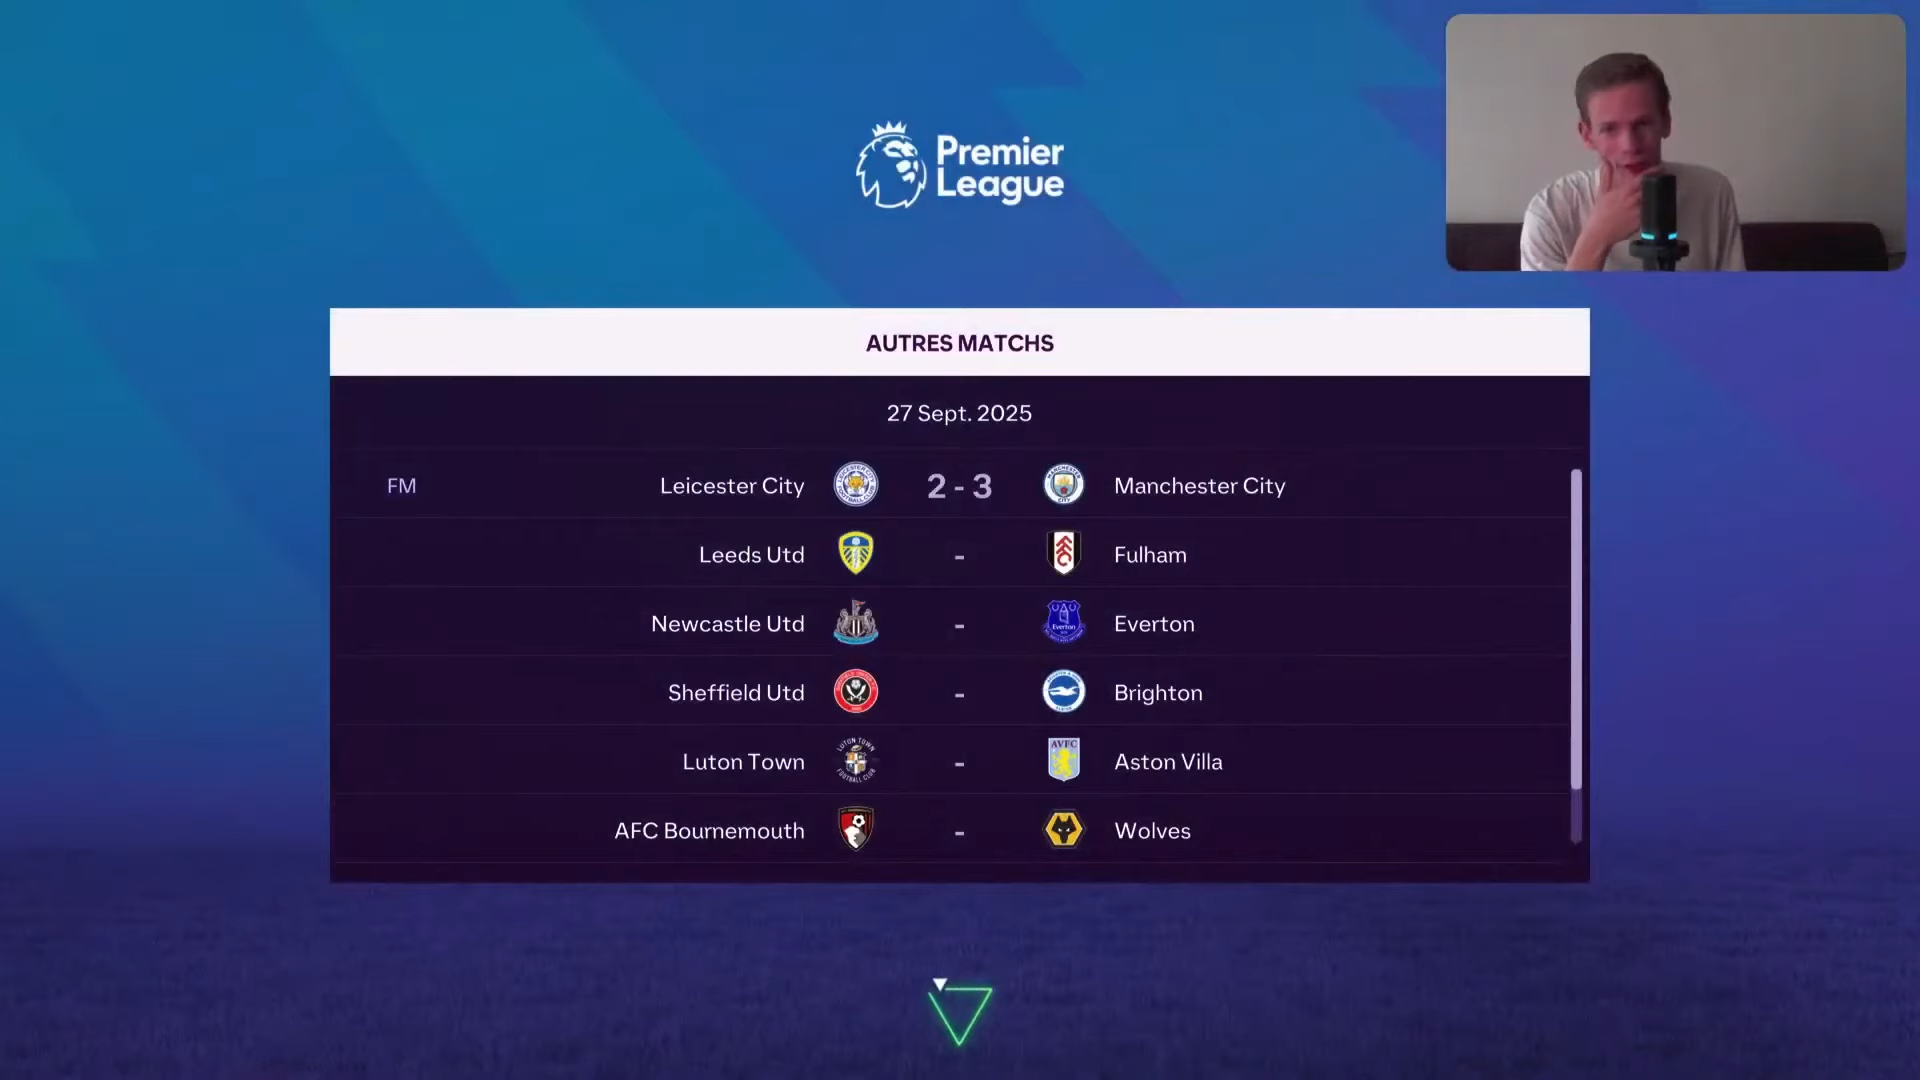 Premier
League
AUTRES MATCHS
27 Sept. 2025
FM Leicester City 2 - 3 Manchester City
Leeds Utd - Fulham
Newcastle Utd - Everton
Sheffield Utd - Brighton
Luton Town - Aston Villa
AFC Bournemouth - Wolves